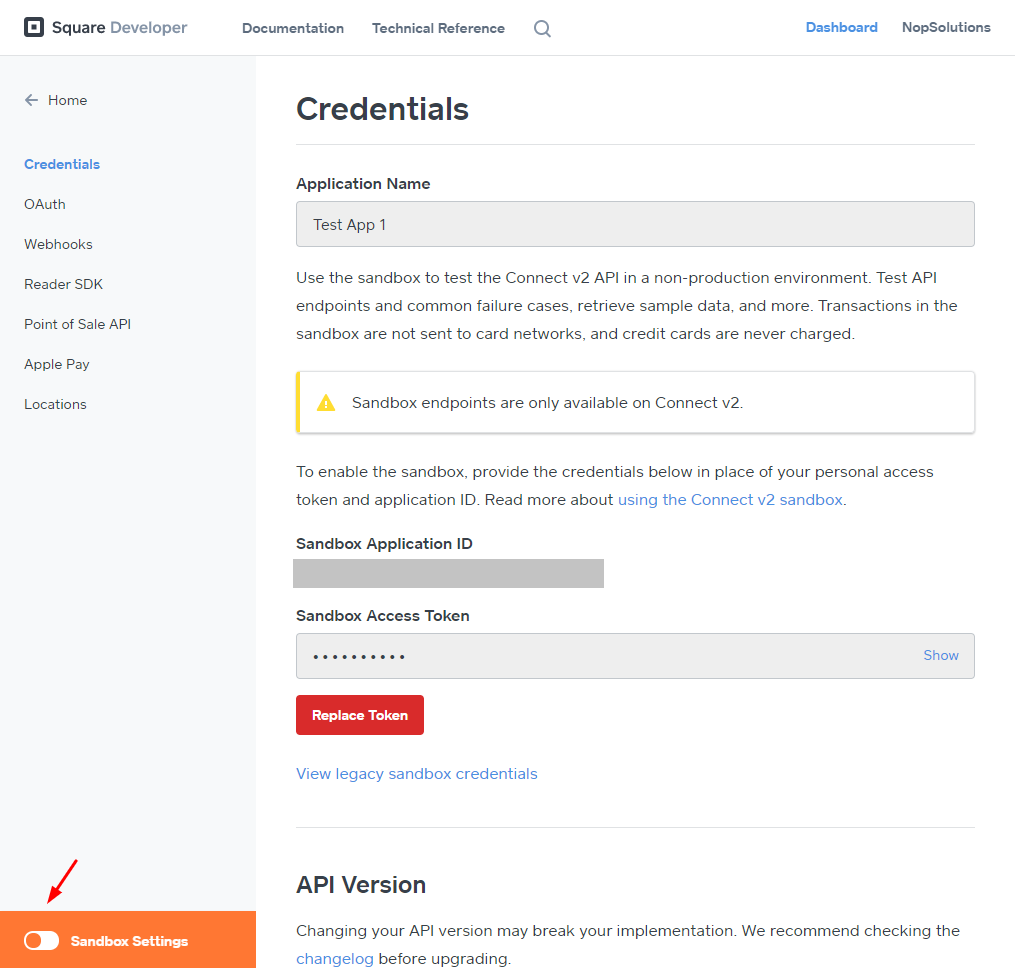 Square Developer
Documentation
Technical Reference
Dashboard
NopSolutions
Home
Credentials
OAuth
Webhooks
Reader SDK
Point of Sale API
Apple Pay
Locations
Sandbox Settings
Credentials
Application Name
Test App 1
Use the sandbox to test the Connect v2 API in a non-production environment. Test API
endpoints and common failure cases, retrieve sample data, and more. Transactions in the
sandbox are not sent to card networks, and credit cards are never charged.
Sandbox endpoints are only available on Connect v2.
To enable the sandbox, provide the credentials below in place of your personal access
token and application ID. Read more about using the Connect v2 sandbox.
Sandbox Application ID
Sandbox Access Token
••••••••••
Show
Replace Token
View legacy sandbox credentials
API Version
Changing your API version may break your implementation. We recommend checking the
changelog before upgrading.